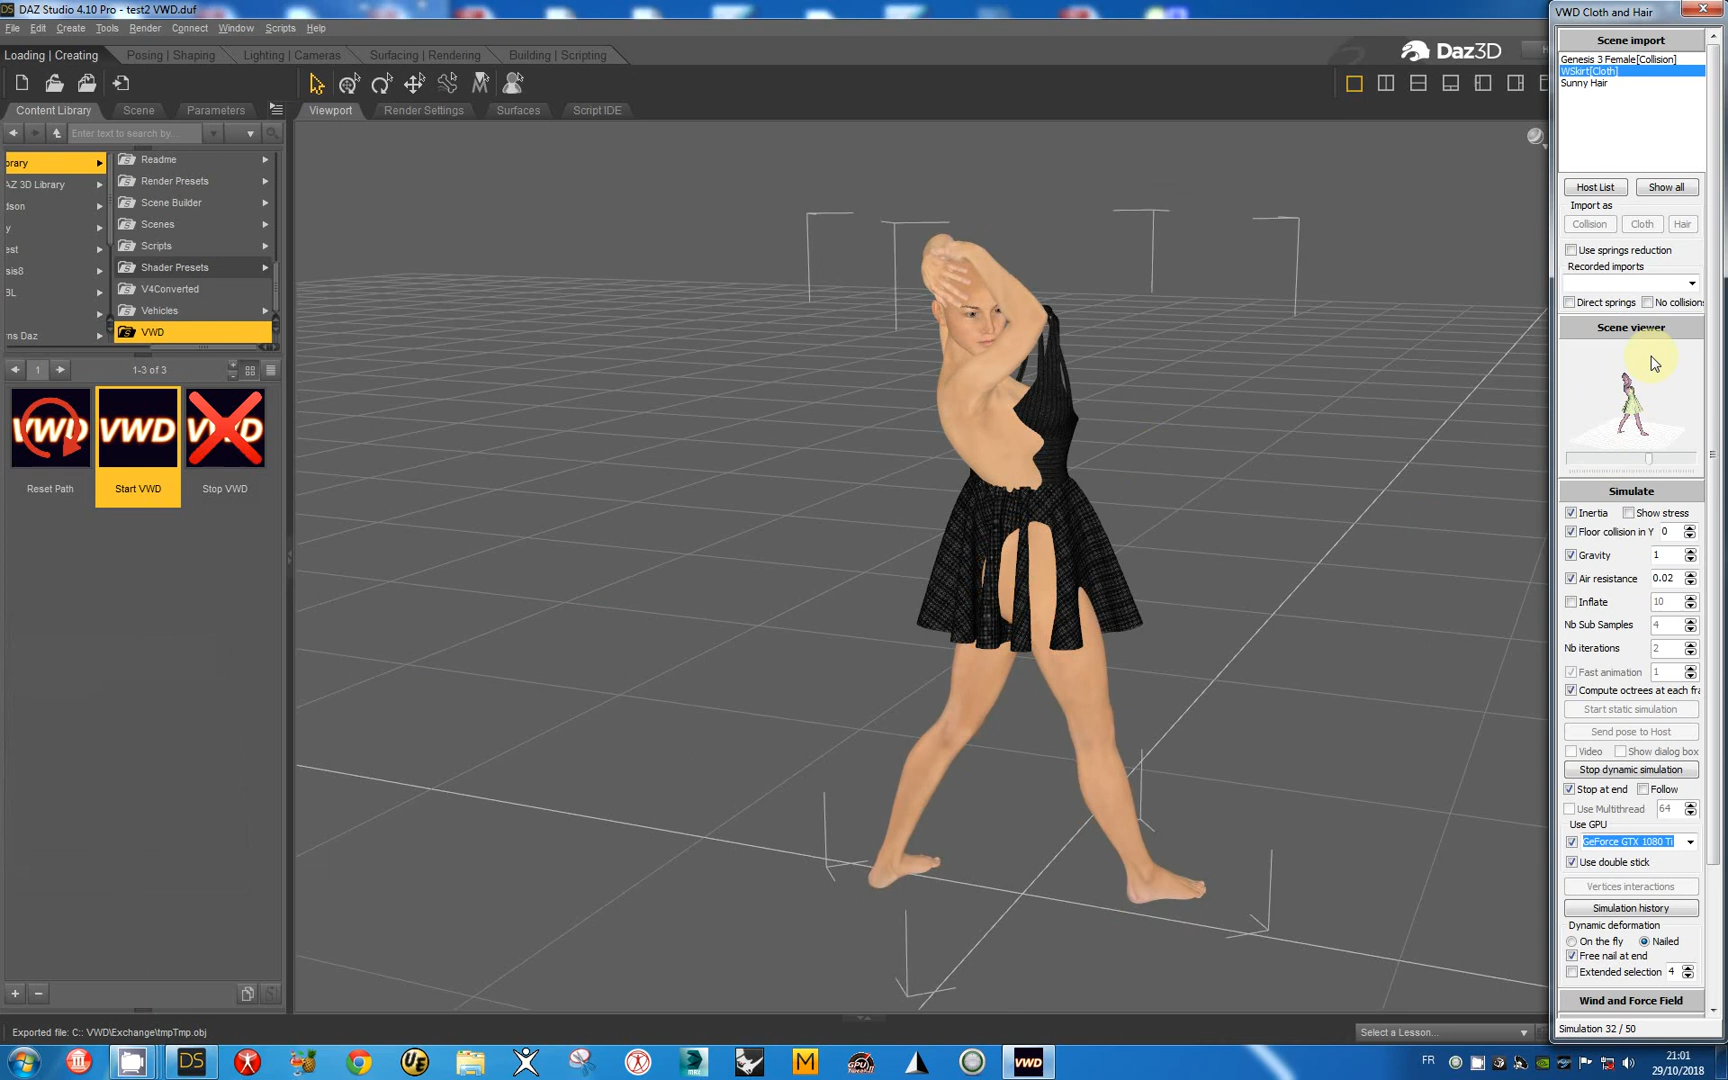 DAZ Studio 4.10 Pro - test2 VWD.duf
File Edit Create Tools Render Connect Window Scripts Help
Loading | Creating Posing | Shaping Lighting | Cameras Surfacing | Rendering Building | Scripting
Daz3D
Content Library Scene Parameters
Viewport Render Settings Surfaces Script IDE
Enter text to search by...
Readme
AZ 3D Library
Render Presets
Scene Builder
Scenes
Scripts
Shader Presets
V4Converted
Vehicles
VWD
1
1-3 of 3
VWD VWD VWD
Reset Path Start VWD Stop VWD
Exported file: C:: VWD\Exchange\tmpTmp.obj
Select a Lesson...
VWD Cloth and Hair
Scene import
Genesis 3 Female[Collision]
WSkirt[Cloth]
Sunny Hair
Host List Show all
Import as
Collision Cloth Hair
Use springs reduction
Recorded imports
Direct springs No collisions
Scene viewer
Simulate
Inertia Show stress
Floor collision in Y 0
Gravity 1
Air resistance 0.02
Inflate 10
Nb Sub Samples 4
Nb iterations 2
Fast animation 1
Compute octrees at each fra
Start static simulation
Send pose to Host
Video Show dialog box
Stop dynamic simulation
Stop at end Follow
Use Multithread 64
Use GPU
GeForce GTX 1080 Ti
Use double stick
Vertices interactions
Simulation history
Dynamic deformation
On the fly Nailed
Free nail at end
Extended selection 4
Wind and Force Field
Simulation 32 / 50
FR
21:01
29/10/2018